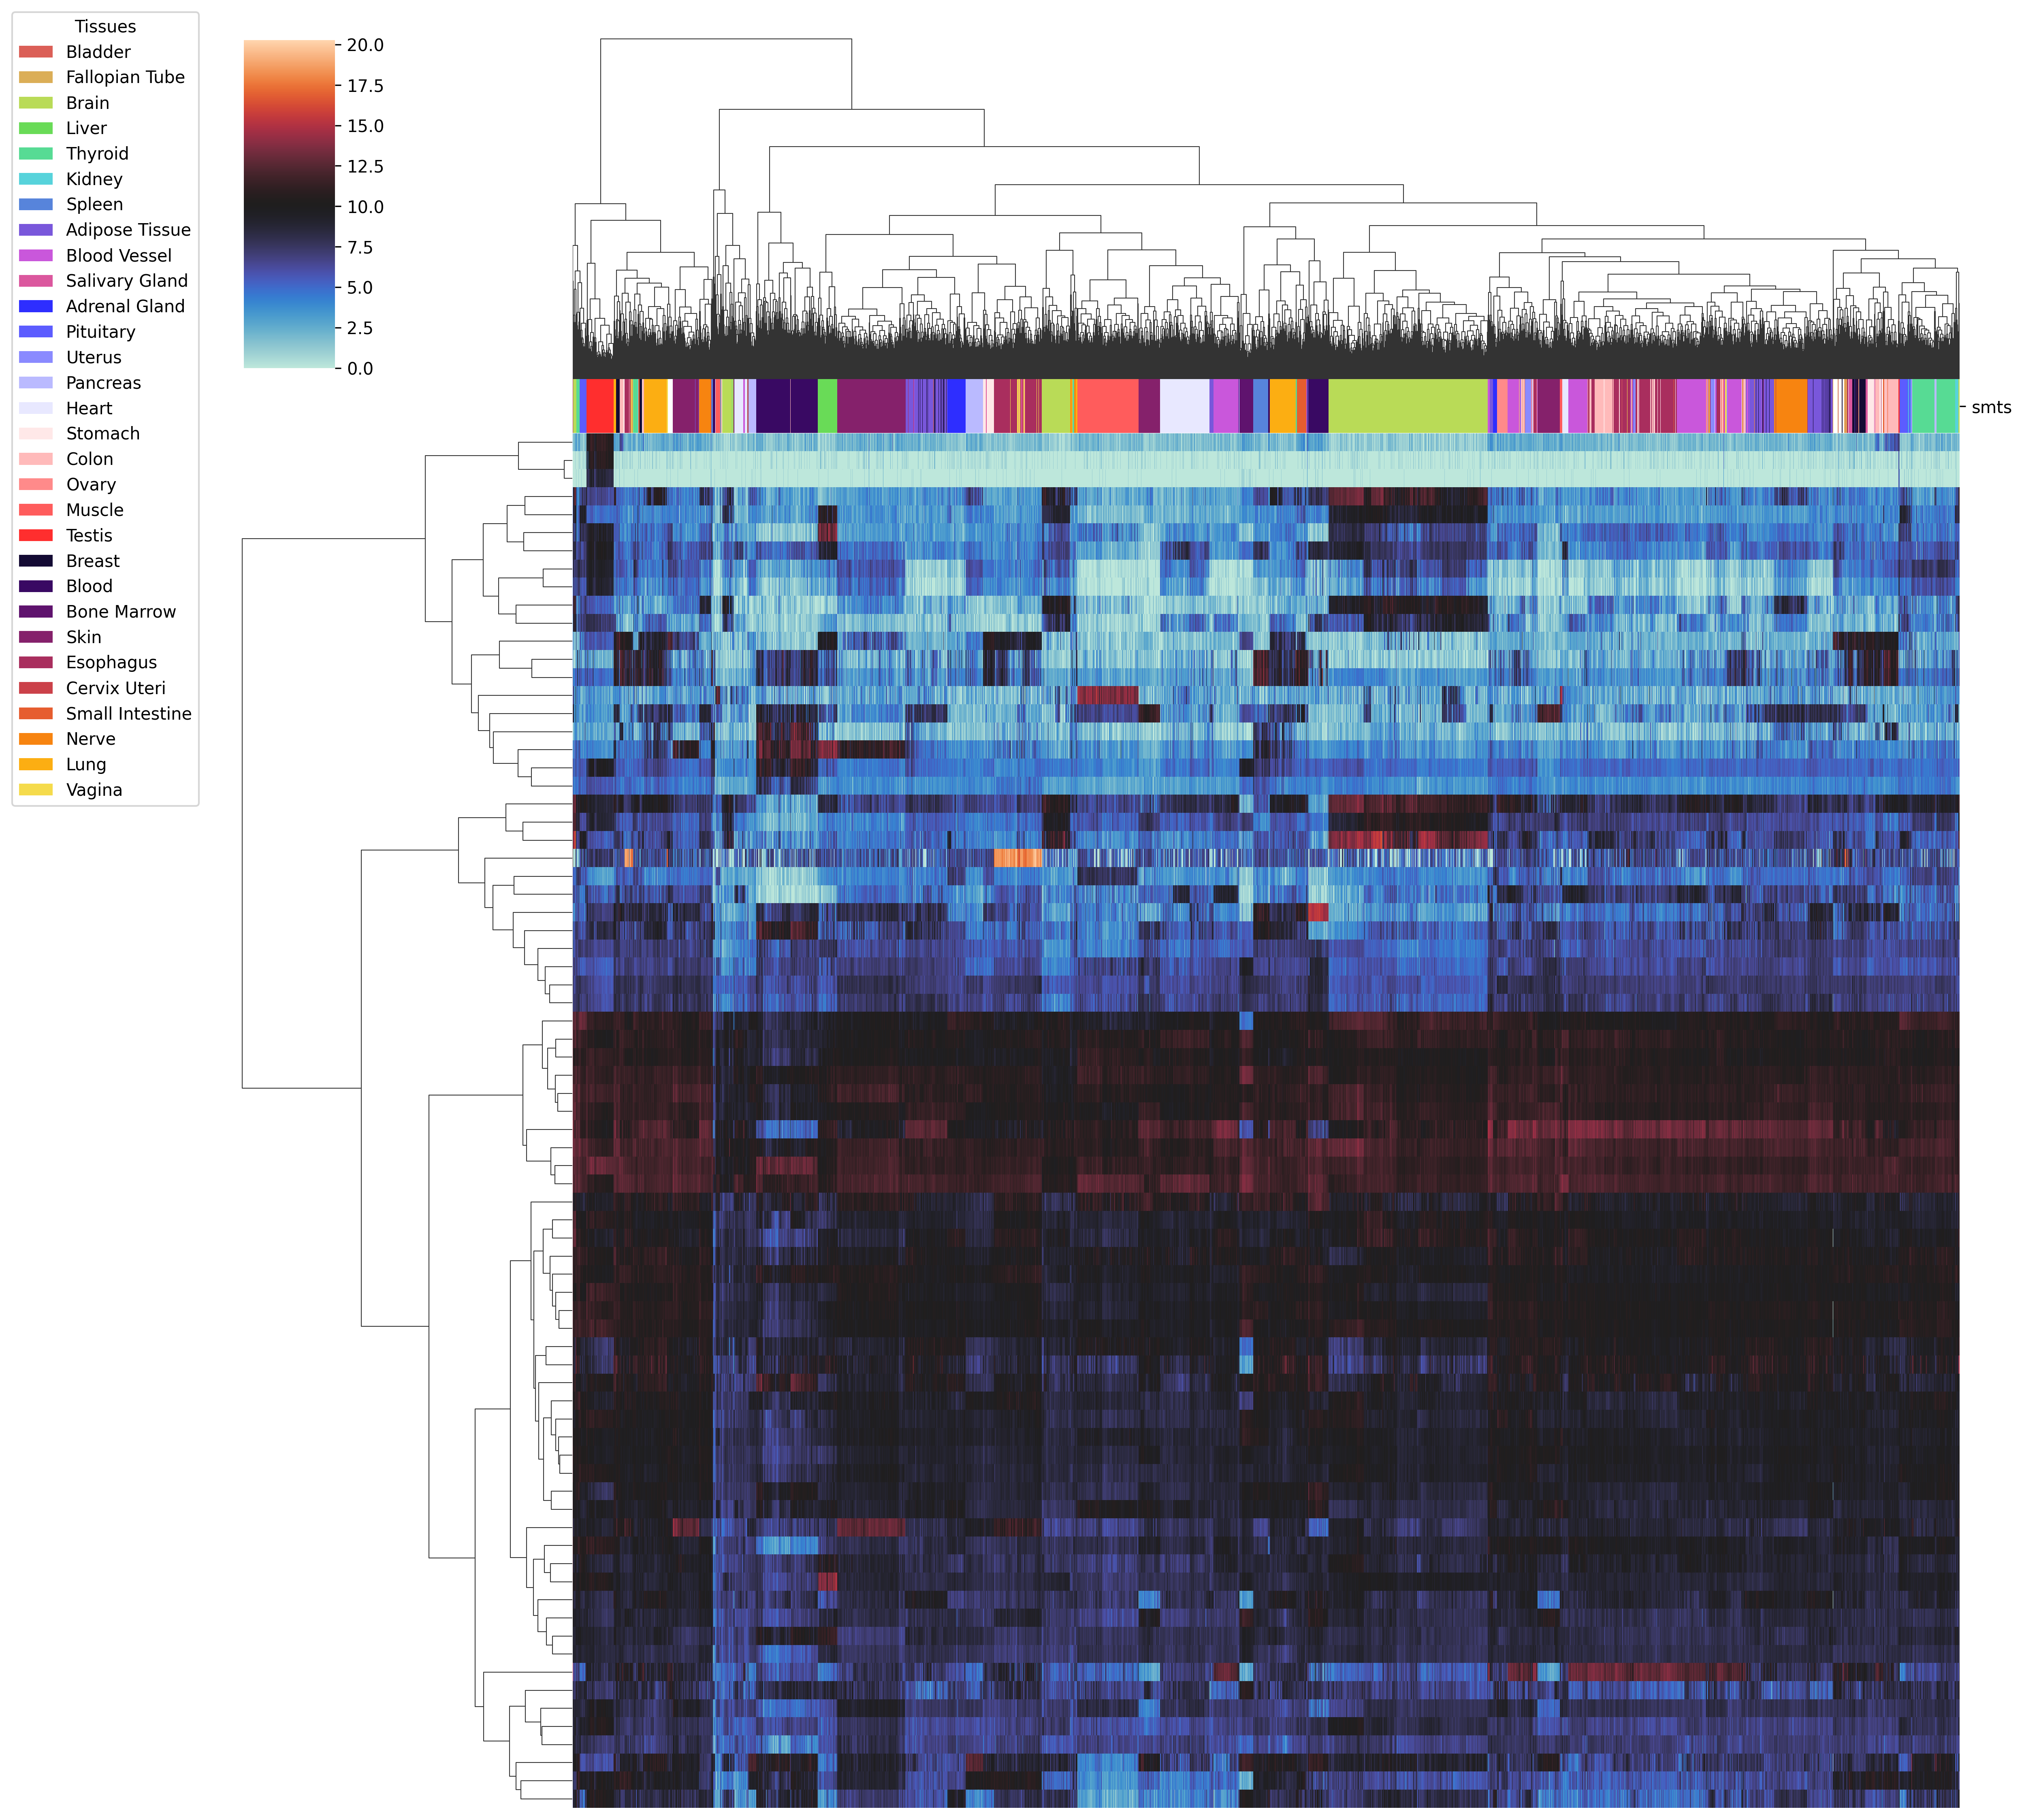 Tissues
Bladder
Fallopian Tube
Brain
Liver
Thyroid
Kidney
Spleen
Adipose Tissue
Blood Vessel
Salivary Gland
Adrenal Gland
Pituitary
Uterus
Pancreas
Heart
Stomach
Colon
Ovary
Muscle
Testis
Breast
Blood
Bone Marrow
Skin
Esophagus
Cervix Uteri
Small Intestine
Nerve
Lung
Vagina
20.0
17.5
15.0
12.5
10.0
7.5
5.0
2.5
0.0
smts